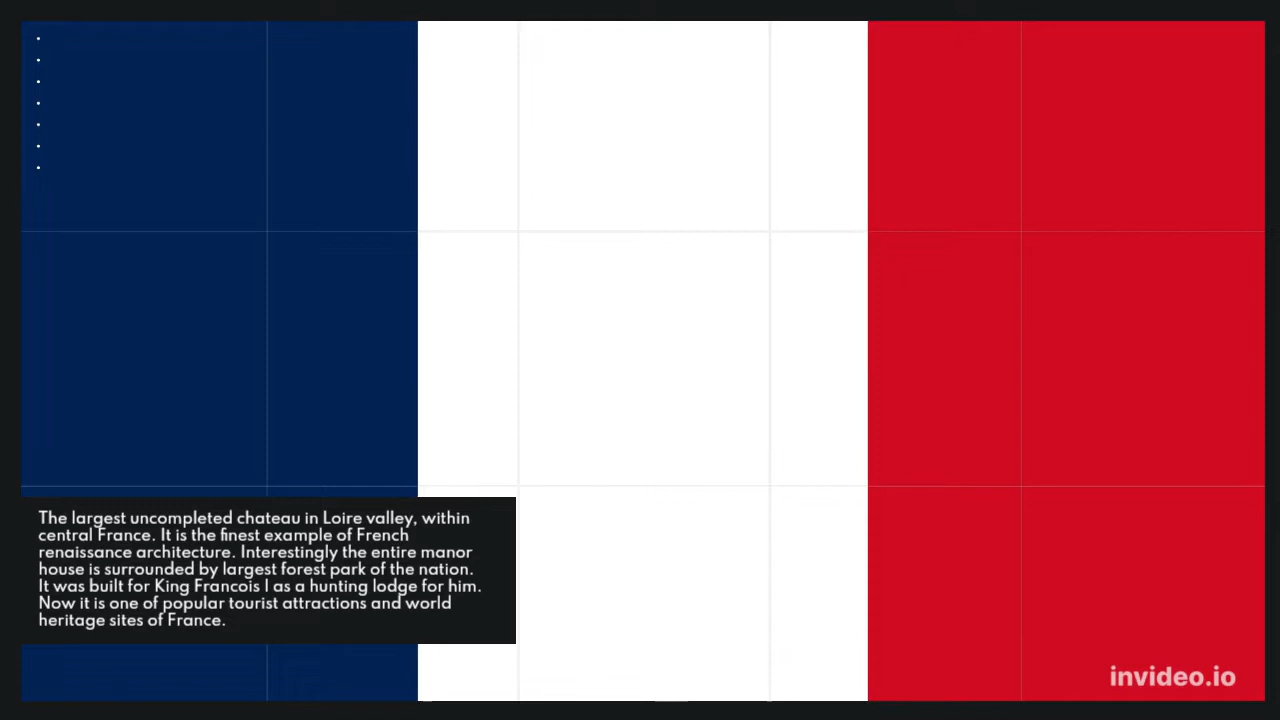 The largest uncompleted chateau in Loire valley, within
central France. It is the finest example of French
renaissance architecture. Interestingly the entire manor
house is surrounded by largest forest park of the nation.
It was built for King Francois I as a hunting lodge for him.
Now it is one of popular tourist attractions and world
heritage sites of France.
invideo.io